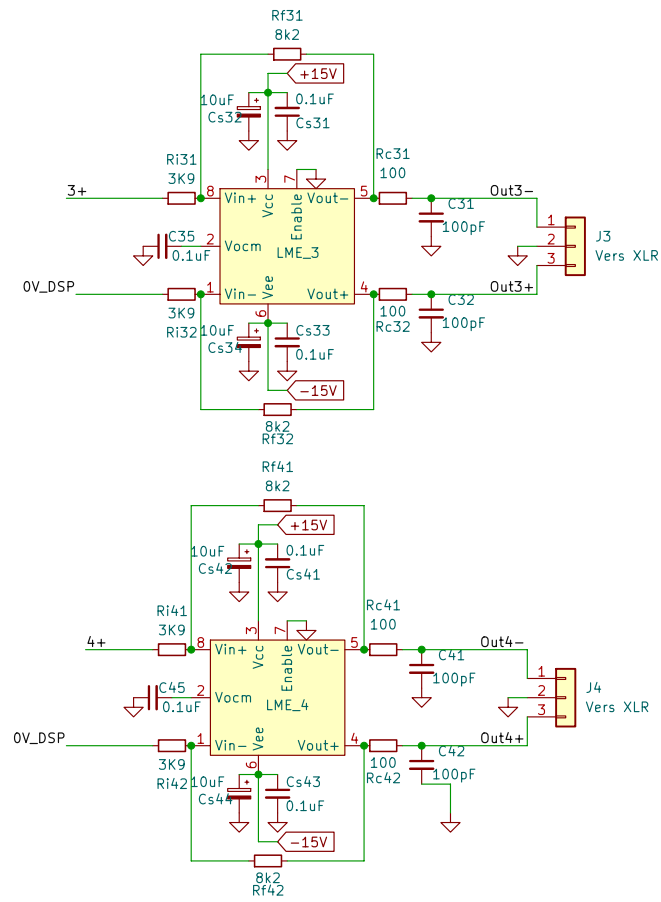 Rf31
8k2
+15V
10uF
+
0.1uF
Cs32
Cs31
Ri31
3K9
Rc31
100
3+
8
3
7
5
Out3-
Vin+
Vcc
Enable
Vout-
C31
100pF
1
J3
C35
0.1uF
2
Vocm
LME_3
2
Vers XLR
3
0V_DSP
1
Vin-
Vee
Vout+
4
Out3+
3K9
Ri32
6
100
Rc32
C32
100pF
10uF
+
Cs34
Cs33
0.1uF
-15V
8k2
Rf32
Rf41
8k2
+15V
10uF
+
0.1uF
Cs42
Cs41
Ri41
3K9
Rc41
100
4+
8
3
7
5
Out4-
Vin+
Vcc
Enable
Vout-
C41
100pF
1
J4
C45
0.1uF
2
Vocm
LME_4
2
Vers XLR
3
0V_DSP
1
Vin-
Vee
Vout+
4
Out4+
3K9
Ri42
6
100
Rc42
C42
100pF
10uF
+
Cs44
Cs43
0.1uF
-15V
8k2
Rf42